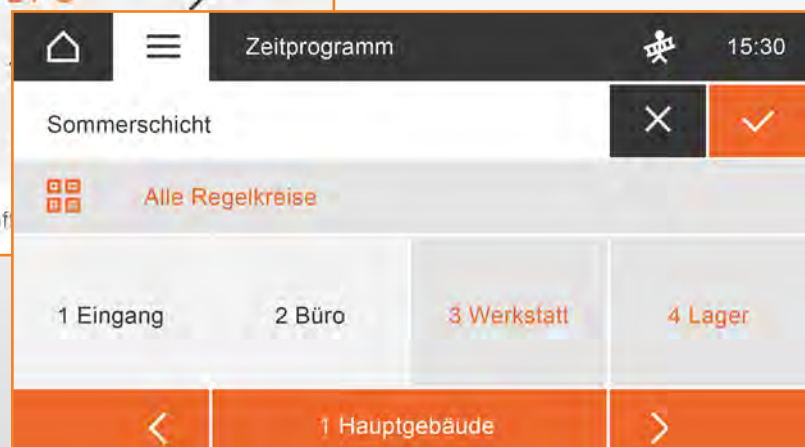 Zeitprogramm 15:30
Sommerschicht
Alle Regelkreise
1 Eingang 2 Büro 3 Werkstatt 4 Lager
1 Hauptgebäude